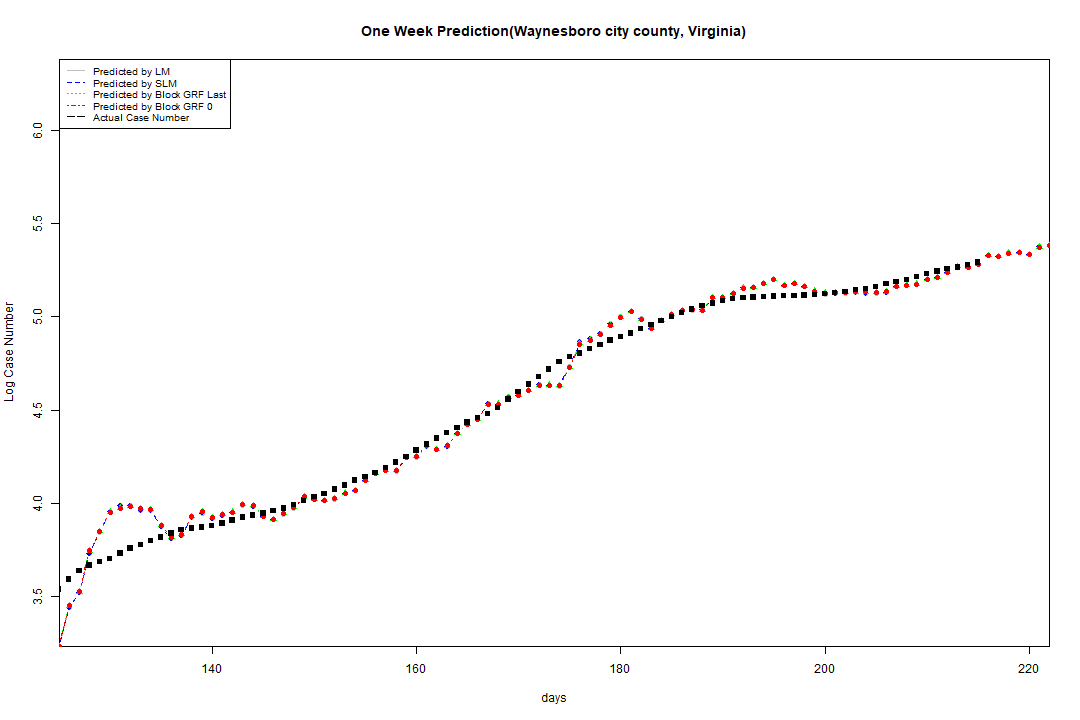 One Week Prediction(Waynesboro city county, Virginia)
Predicted by LM
Predicted by SLM
Predicted by Block GRF Last
Predicted by Block GRF 0
Actual Case Number
6.0
5.5
5.0
4.5
4.0
3.5
Log Case Number
140
160
180
200
220
days